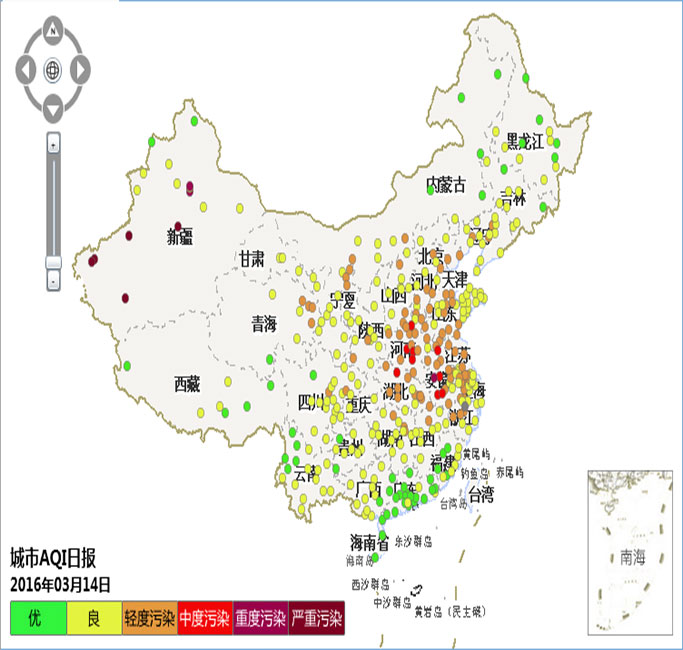 N
黑龙江
内蒙古
吉林
辽宁
新疆
甘肃
北京
河北
天津
宁夏
山西
山东
青海
陕西
河南
江苏
西藏
安徽
上海
四川
重庆
湖北
浙江
贵州
湖南
江西
云南
福建
黄尾屿
钓鱼岛
赤尾屿
广西
广东
台湾
台湾岛
海南省
东沙群岛
海南岛
南海
城市AQI日报
2016年03月14日
西沙群岛
中沙群岛
黄岩岛(民主礁)
优 良 轻度污染 中度污染 重度污染 严重污染